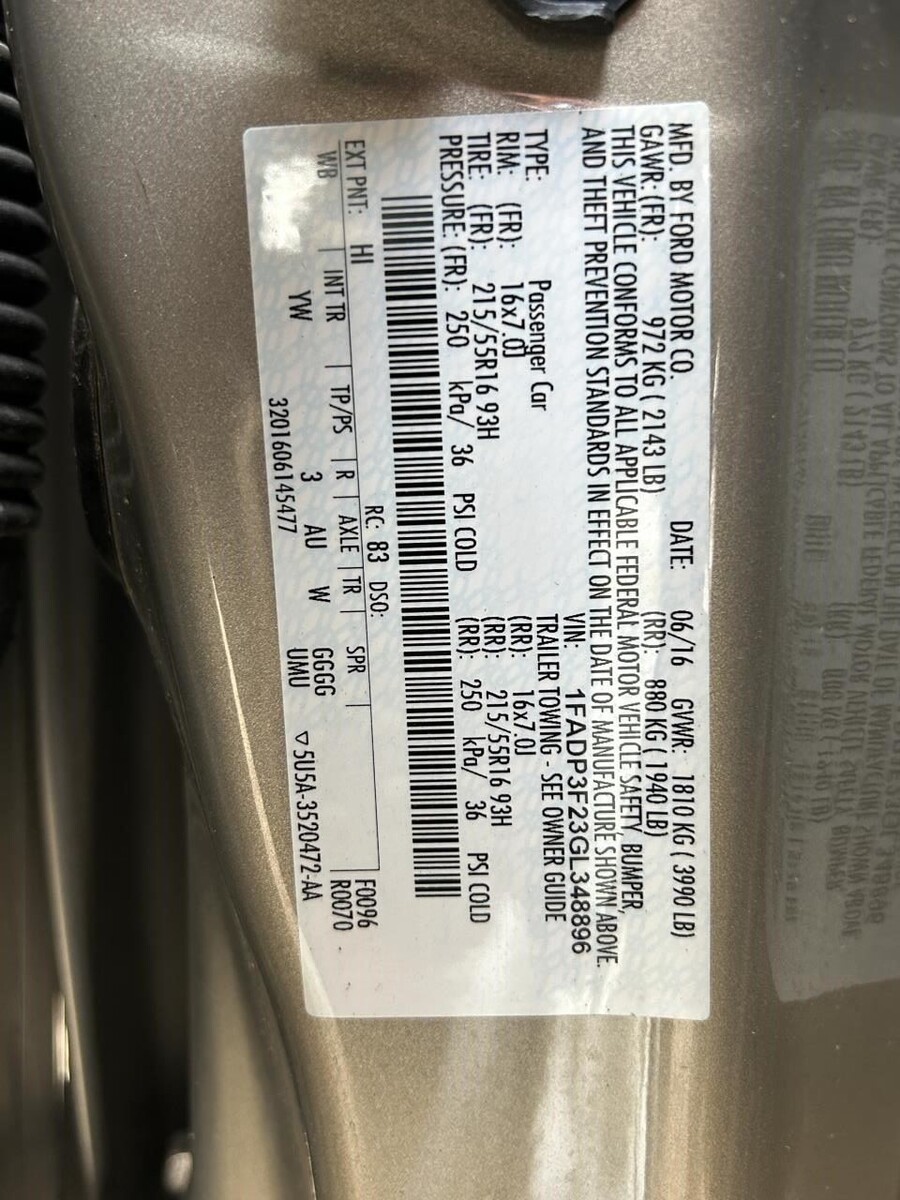 MFD. BY FORD MOTOR CO.
DATE: 06/16 GVWR: 1810 KG ( 3990 LB)
GAWR: (FR): 972 KG ( 2143 LB) (RR): 880 KG ( 1940 LB)
THIS VEHICLE CONFORMS TO ALL APPLICABLE FEDERAL MOTOR VEHICLE SAFETY, BUMPER,
AND THEFT PREVENTION STANDARDS IN EFFECT ON THE DATE OF MANUFACTURE SHOWN ABOVE.
VIN: 1FADP3F23GL348896
TYPE: Passenger Car TRAILER TOWING - SEE OWNER GUIDE
RIM: (FR): 16x7.0J (RR): 16x7.0J
TIRE: (FR): 215/55R16 93H (RR): 215/55R16 93H
PRESSURE: (FR): 250 kPa/ 36 PSI COLD (RR): 250 kPa/ 36 PSI COLD
EXT PNT: HI RC: 83 DSO: F0096
WB | INT TR | TP/PS | R | AXLE | TR | SPR | R0070
YW 3 AU W GGGG
UMU ▽5U5A-3520472-AA
3201606145477